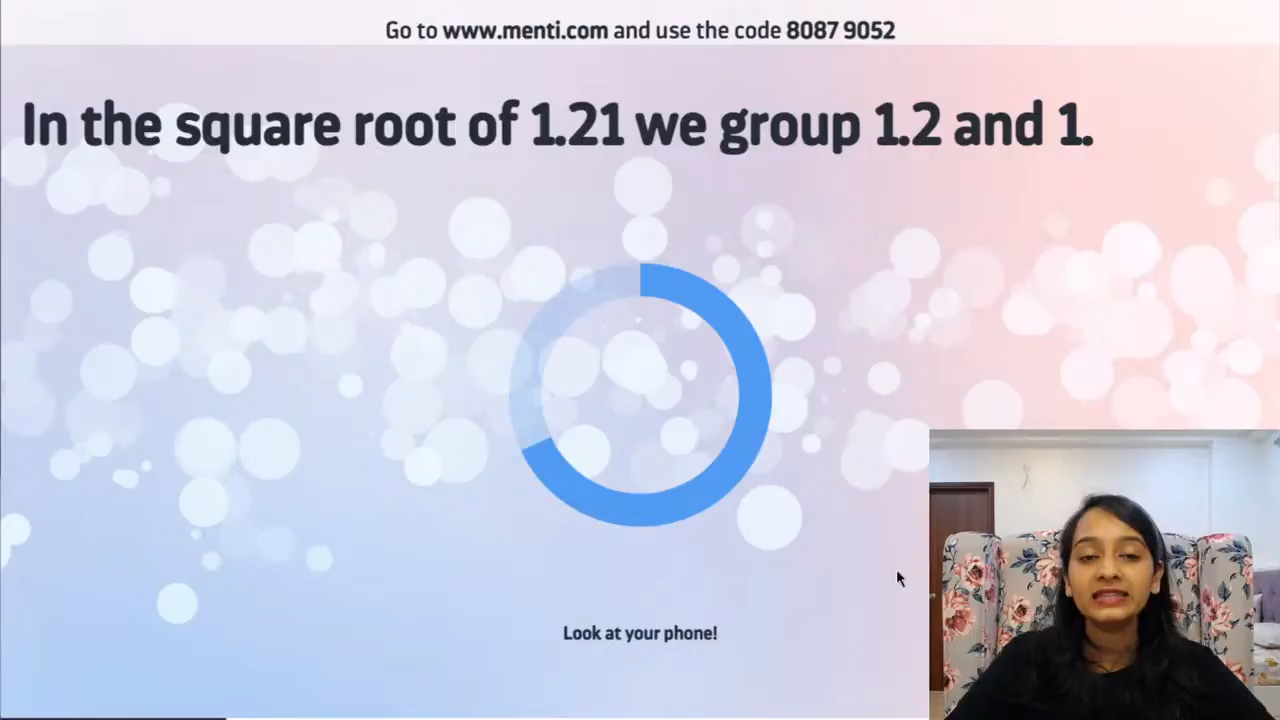 Go to www.menti.com and use the code 8087 9052
In the square root of 1.21 we group 1.2 and 1.
Look at your phone!